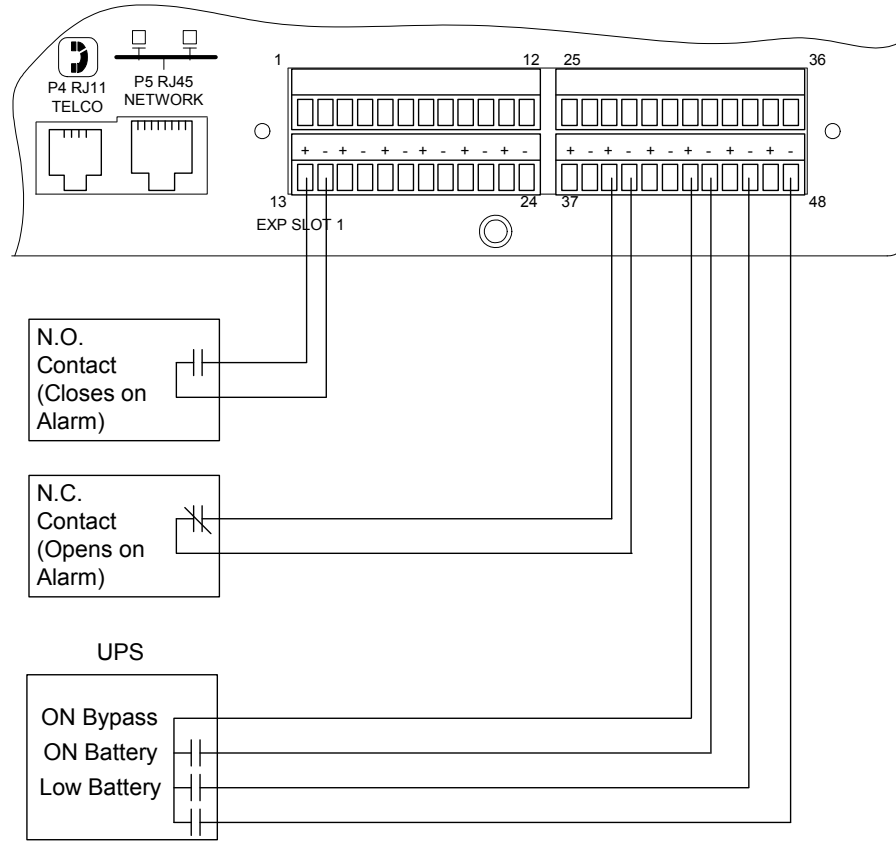 P4 RJ11
TELCO
P5 RJ45
NETWORK
1 12 25 36
+ - + - + - + - + - + - + - + - + - + - + - + -
13 24 37 48
EXP SLOT 1
N.O.
Contact
(Closes on
Alarm)
N.C.
Contact
(Opens on
Alarm)
UPS
ON Bypass
ON Battery
Low Battery